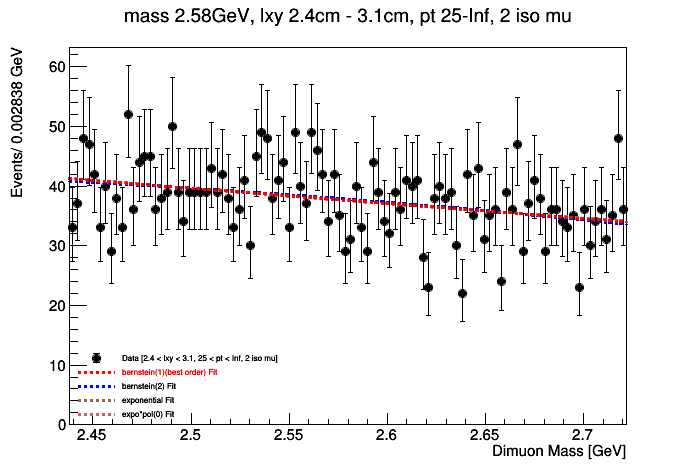 mass 2.58GeV, lxy 2.4cm - 3.1cm, pt 25-Inf, 2 iso mu
Events/ 0.002838 GeV
60
50
40
30
20
10
0
Data [2.4 < lxy < 3.1, 25 < pt < Inf, 2 iso mu]
bernstein(1)(best order) Fit
bernstein(2) Fit
exponential Fit
expo*pol(0) Fit
2.45 2.5 2.55 2.6 2.65 2.7
Dimuon Mass [GeV]